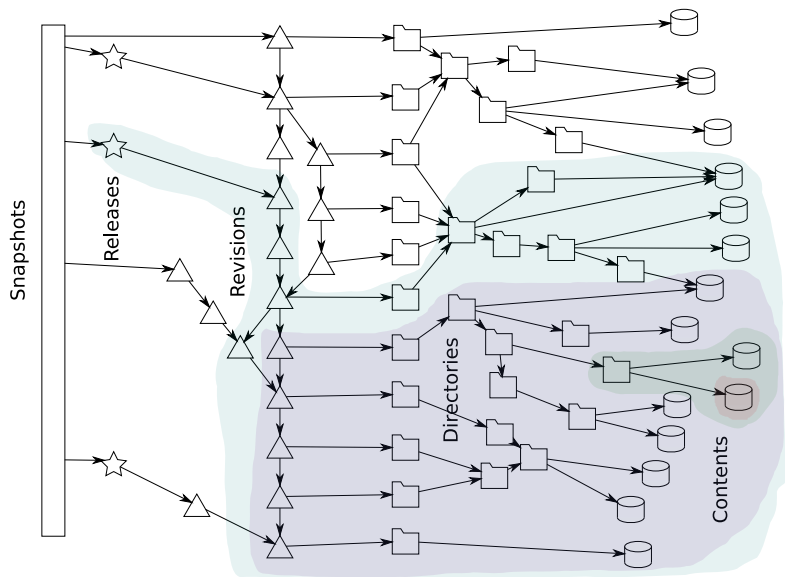 Snapshots
Releases
Revisions
Directories
Contents